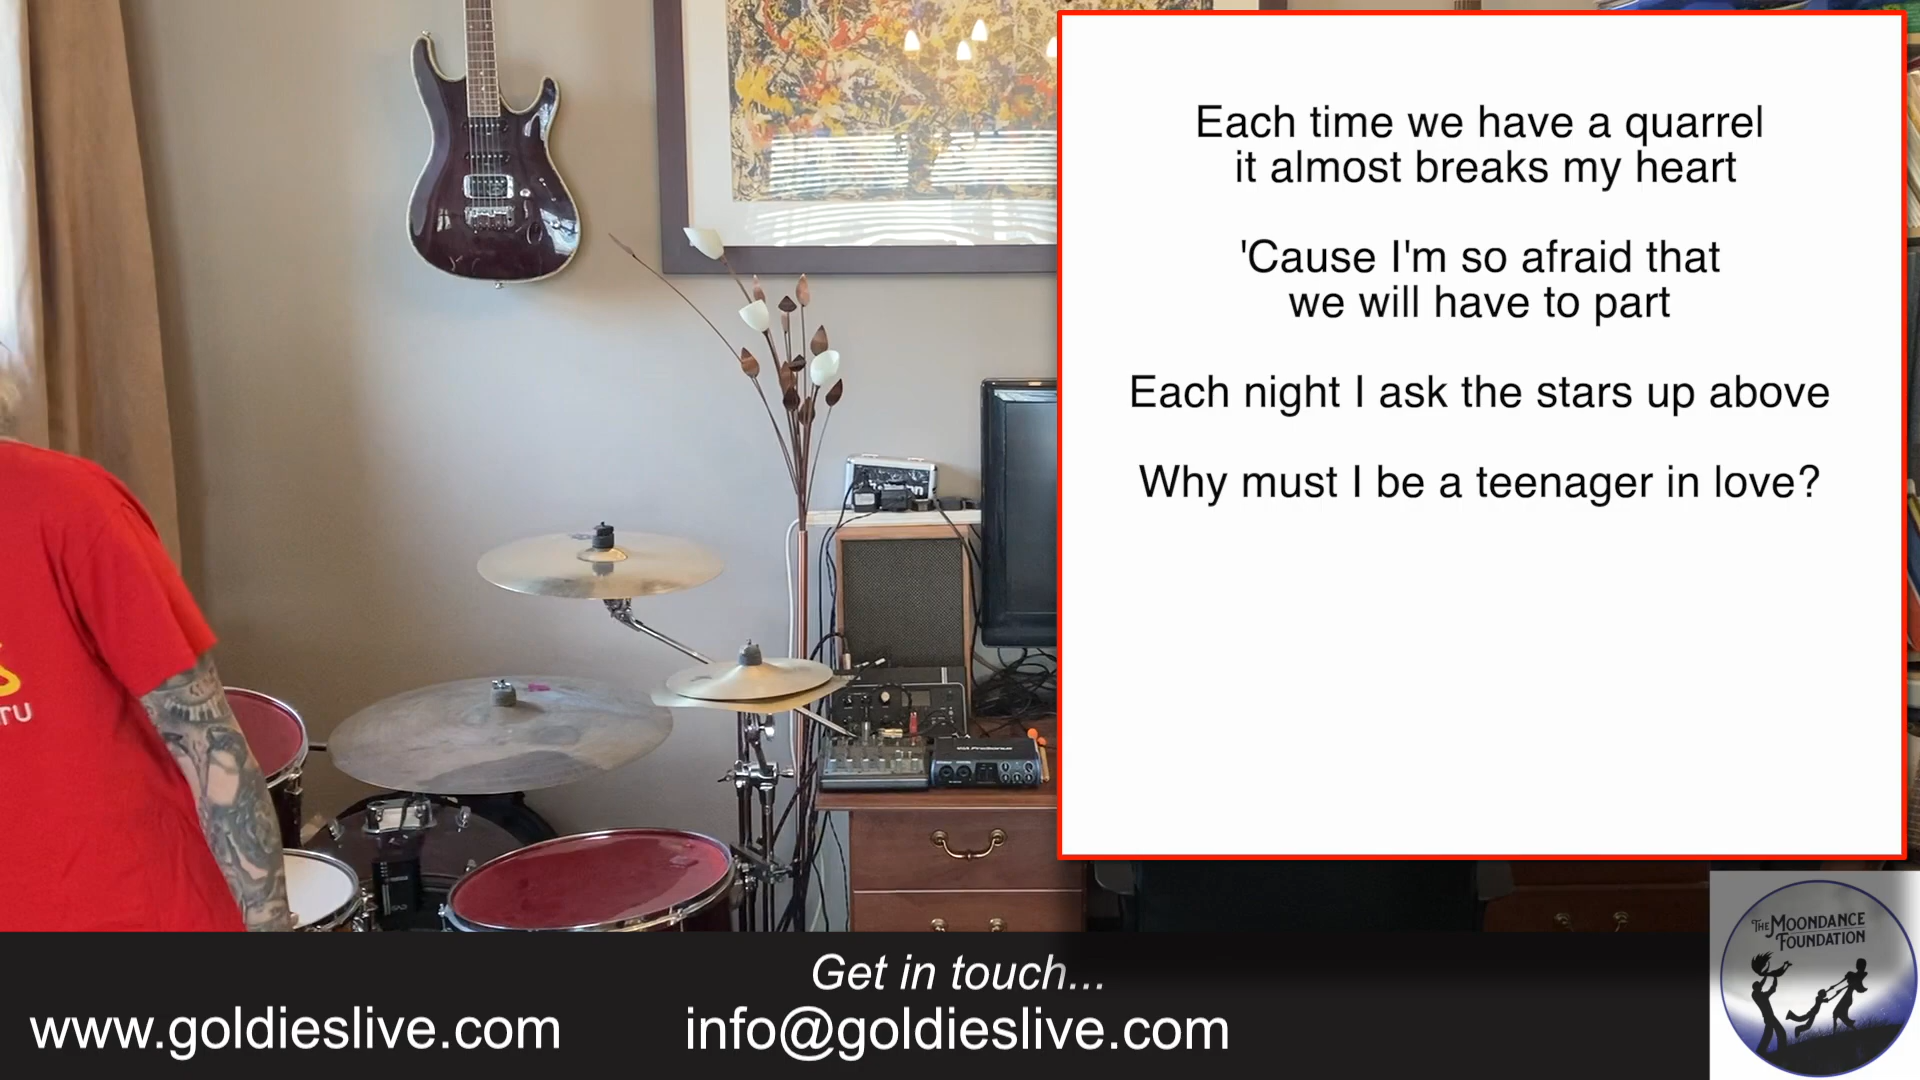 Each time we have a quarrel
it almost breaks my heart
'Cause I'm so afraid that
we will have to part
Each night I ask the stars up above
Why must I be a teenager in love?
TU
THE MOONDANCE
FOUNDATION
Get in touch...
www.goldieslive.com
info@goldieslive.com